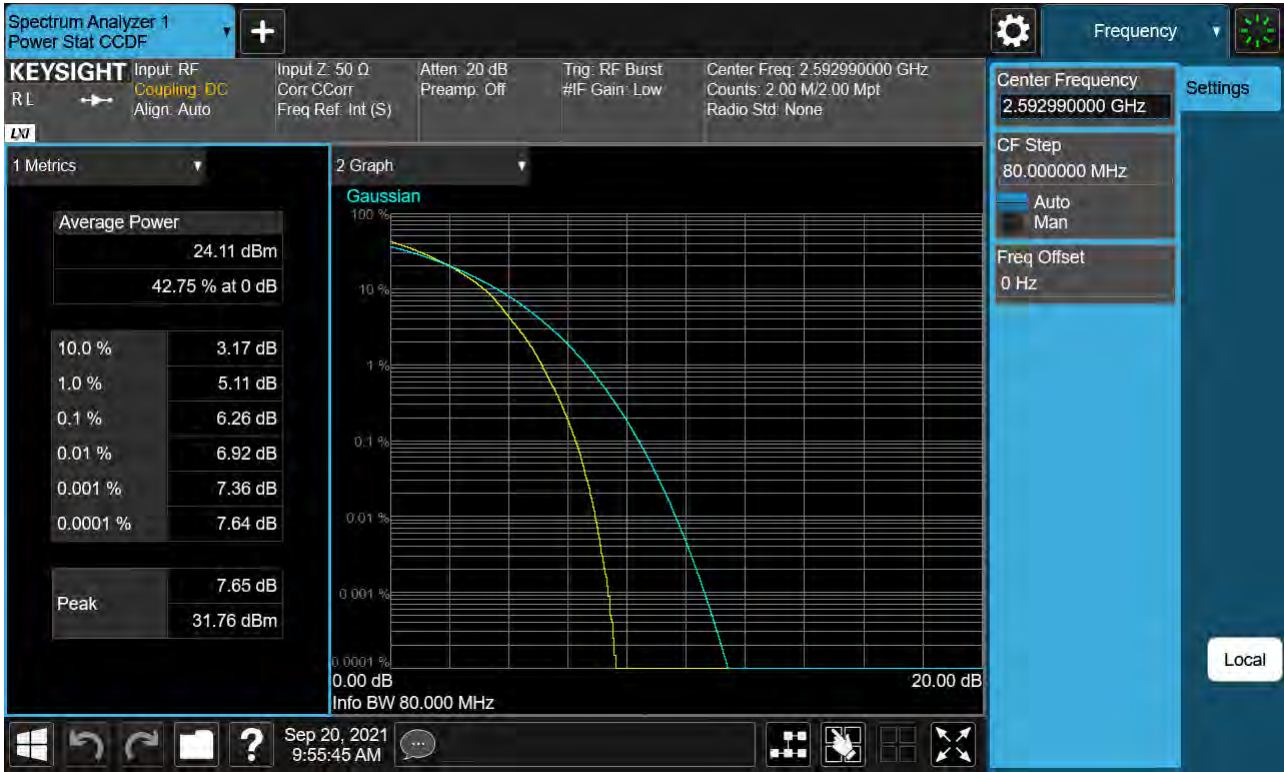 Spectrum Analyzer 1
Power Stat CCDF
Frequency
KEYSIGHT
RL
LXI
Input: RF
Coupling: DC
Align: Auto
Input Z: 50 Ω
Corr CCorr
Freq Ref: Int (S)
Atten: 20 dB
Preamp: Off
Trig: RF Burst
#IF Gain: Low
Center Freq: 2.592990000 GHz
Counts: 2.00 M/2.00 Mpt
Radio Std: None
Center Frequency
2.592990000 GHz
Settings
CF Step
80.000000 MHz
Auto
Man
Freq Offset
0 Hz
1 Metrics
Average Power
24.11 dBm
42.75 % at 0 dB
10.0 % 3.17 dB
1.0 % 5.11 dB
0.1 % 6.26 dB
0.01 % 6.92 dB
0.001 % 7.36 dB
0.0001 % 7.64 dB
Peak
7.65 dB
31.76 dBm
2 Graph
Gaussian
100 %
10 %
1 %
0.1 %
0.01 %
0.001 %
0.0001 %
0.00 dB 20.00 dB
Info BW 80.000 MHz
Local
?
Sep 20, 2021
9:55:45 AM